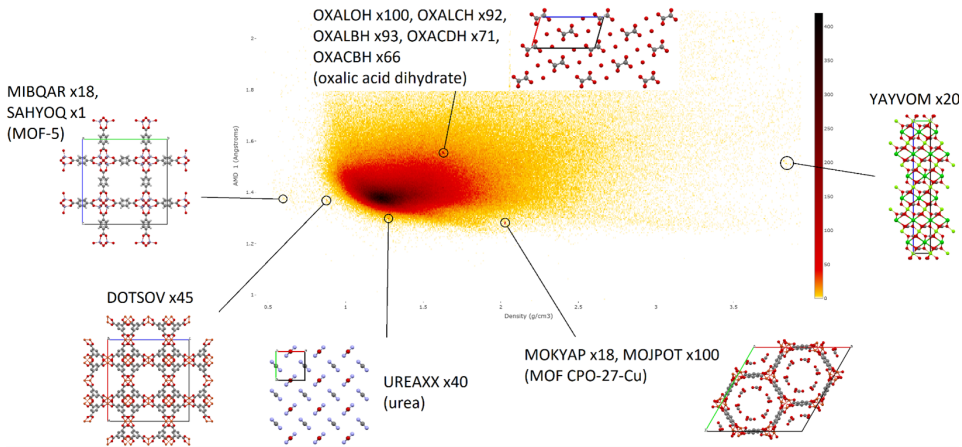 OXALOH x100, OXALCH x92,
OXALBH x93, OXACDH x71,
OXACBH x66
(oxalic acid dihydrate)
MIBQAR x18,
SAHYOQ x1
(MOF-5)
YAYVOM x20
DOTSOV x45
UREAXX x40
(urea)
MOKYAP x18, MOJPOT x100
(MOF CPO-27-Cu)
AMD_1 (Angstroms)
2
1.8
1.6
1.4
1.2
1
0.5
1
1.5
2
2.5
3
3.5
Density (g/cm3)
400
350
300
250
200
150
100
50
0